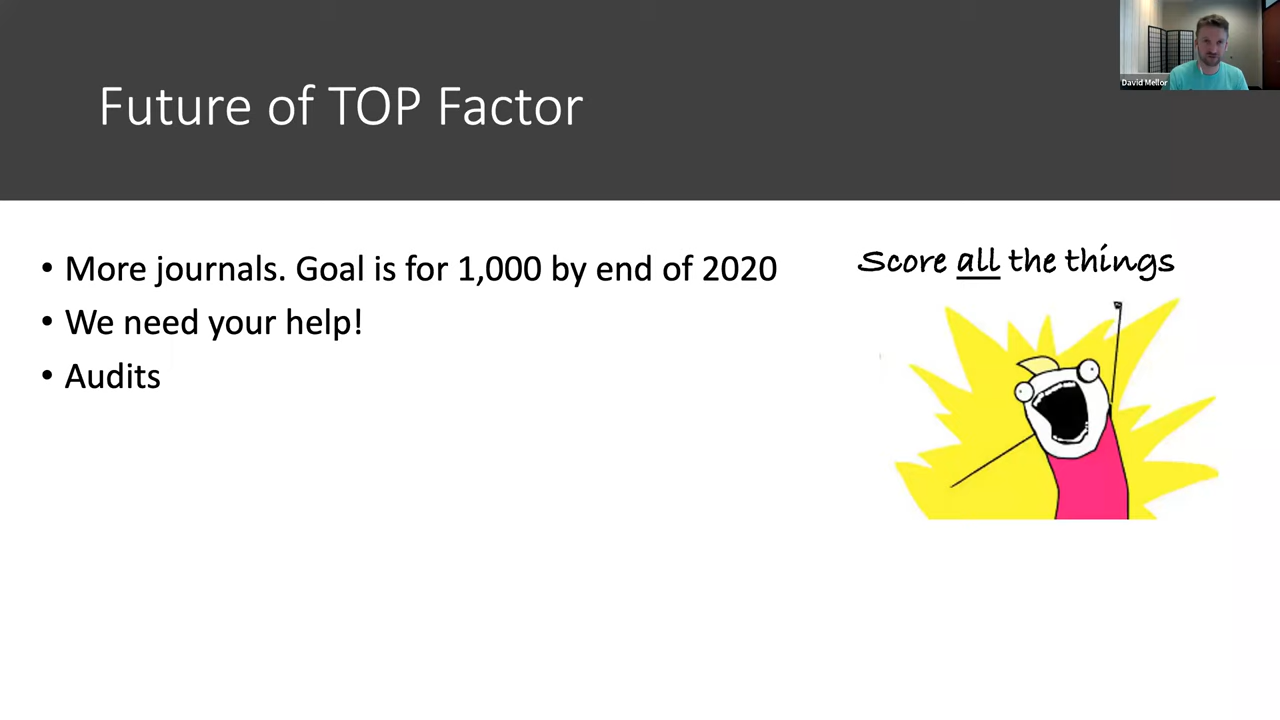 David Mellor
Future of TOP Factor
• More journals. Goal is for 1,000 by end of 2020
• We need your help!
• Audits
Score all the things